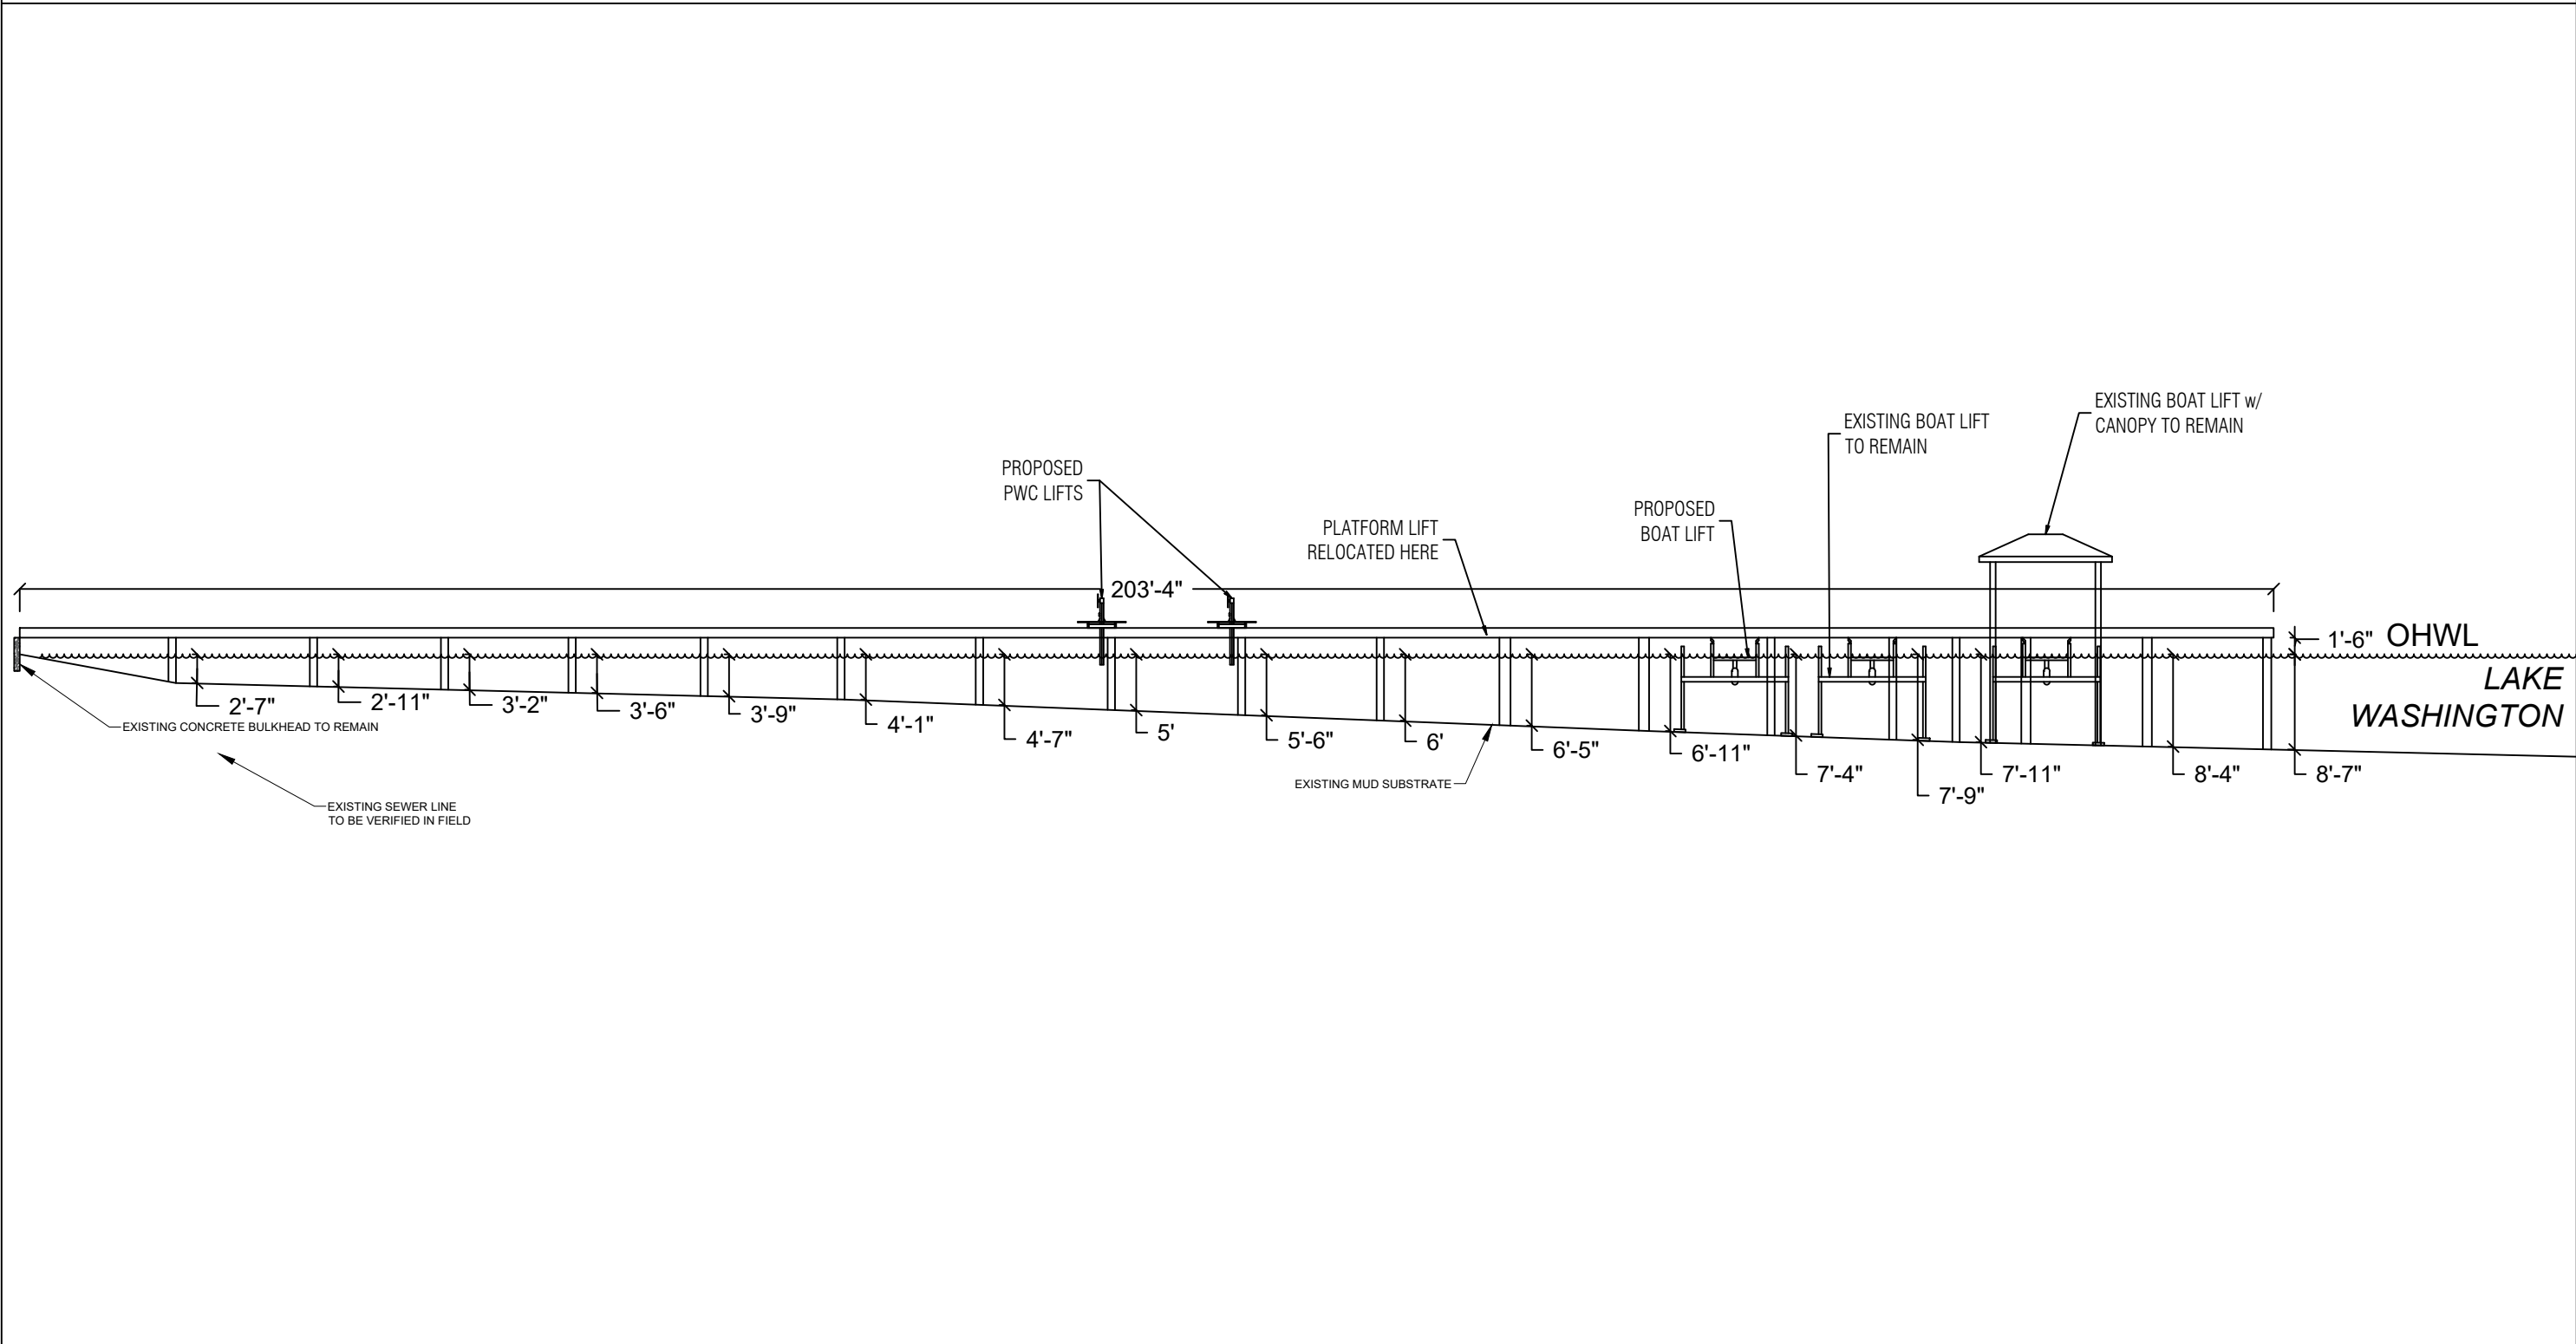 EXISTING BOAT LIFT w/
CANOPY TO REMAIN
EXISTING BOAT LIFT
TO REMAIN
PROPOSED
PWC LIFTS
PROPOSED
BOAT LIFT
PLATFORM LIFT
RELOCATED HERE
203'-4"
1'-6" OHWL
LAKE
WASHINGTON
2'-7"
2'-11"
3'-2"
3'-6"
3'-9"
4'-1"
4'-7"
5'
5'-6"
6'
6'-5"
6'-11"
7'-4"
7'-9"
7'-11"
8'-4"
8'-7"
EXISTING CONCRETE BULKHEAD TO REMAIN
EXISTING MUD SUBSTRATE
EXISTING SEWER LINE
TO BE VERIFIED IN FIELD